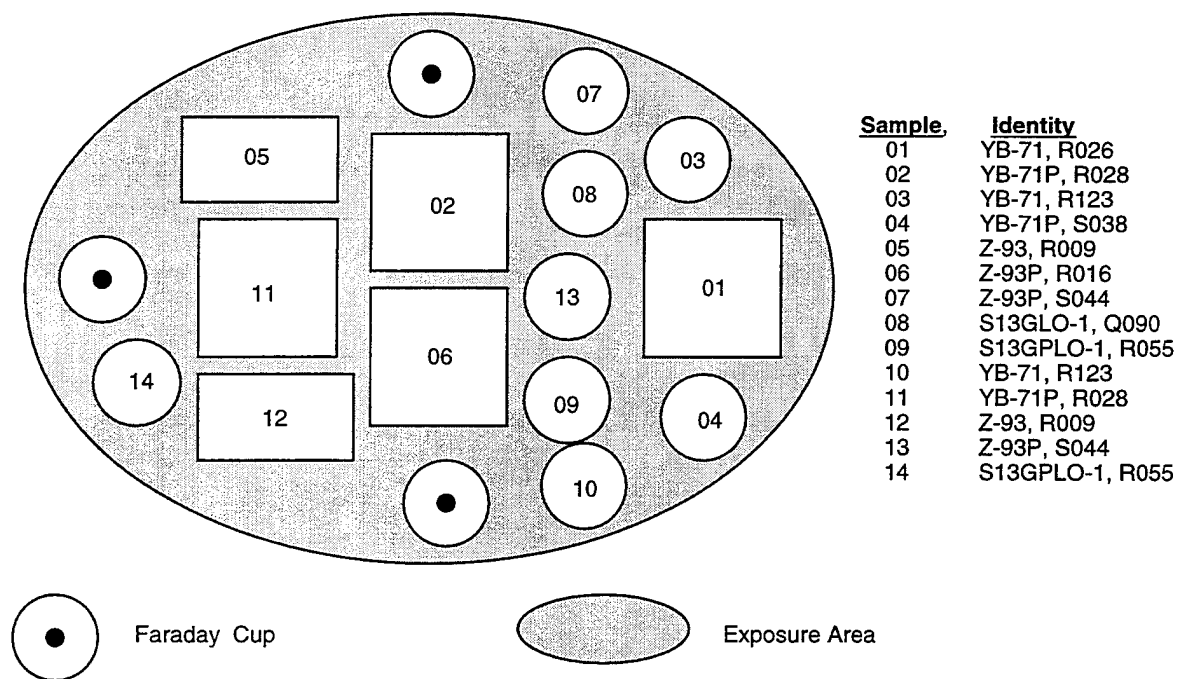 07
05
03
02
08
11
13
01
06
14
09
12
04
10
Sample, Identity
01 YB-71, R026
02 YB-71P, R028
03 YB-71, R123
04 YB-71P, S038
05 Z-93, R009
06 Z-93P, R016
07 Z-93P, S044
08 S13GLO-1, Q090
09 S13GPLO-1, R055
10 YB-71, R123
11 YB-71P, R028
12 Z-93, R009
13 Z-93P, S044
14 S13GPLO-1, R055
Faraday Cup
Exposure Area